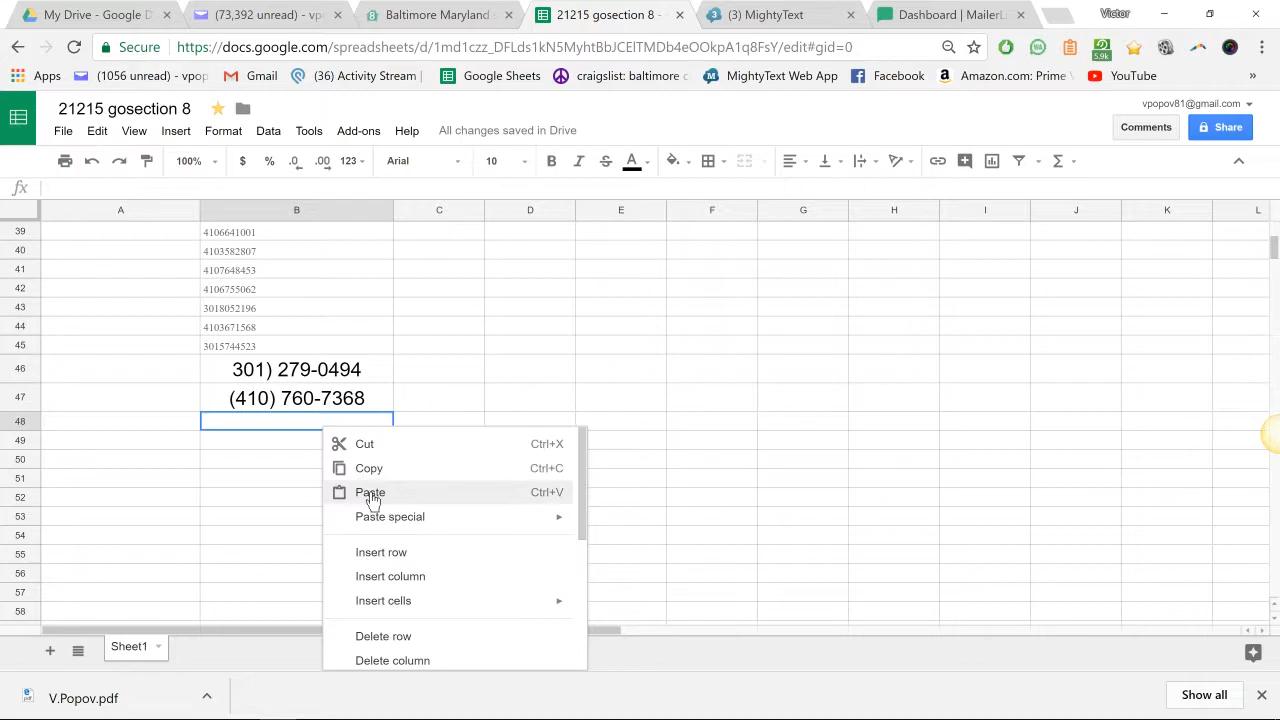 My Drive - Google Dri
(73,392 unread) - vpo
Baltimore Maryland s
21215 gosection 8 -
(3) MightyText
Dashboard | MailerL
Victor
Secure
https://docs.google.com/spreadsheets/d/1md1czz_DFLds1kN5MyhtBbJCElTMDb4eOOkpA1q8FsY/edit#gid=0
5.9k
Apps
(1056 unread) - vpop
Gmail
(36) Activity Stream |
Google Sheets
craigslist: baltimore c
MightyText Web App
Facebook
Amazon.com: Prime
YouTube
»
21215 gosection 8
vpopov81@gmail.com
File Edit View Insert Format Data Tools Add-ons Help
All changes saved in Drive
Comments
Share
100% $ % .0 .00 123 Arial 10 B I S A Σ
fx
A B C D E F G H I J K L
39 4106641001
40 4103582807
41 4107648453
42 4106755062
43 3018052196
44 4103671568
45 3015744523
46 301) 279-0494
47 (410) 760-7368
48
49
50
51
52
53
54
55
56
57
58
Cut Ctrl+X
Copy Ctrl+C
Paste Ctrl+V
Paste special
Insert row
Insert column
Insert cells
Delete row
Delete column
Sheet1
V.Popov.pdf
Show all